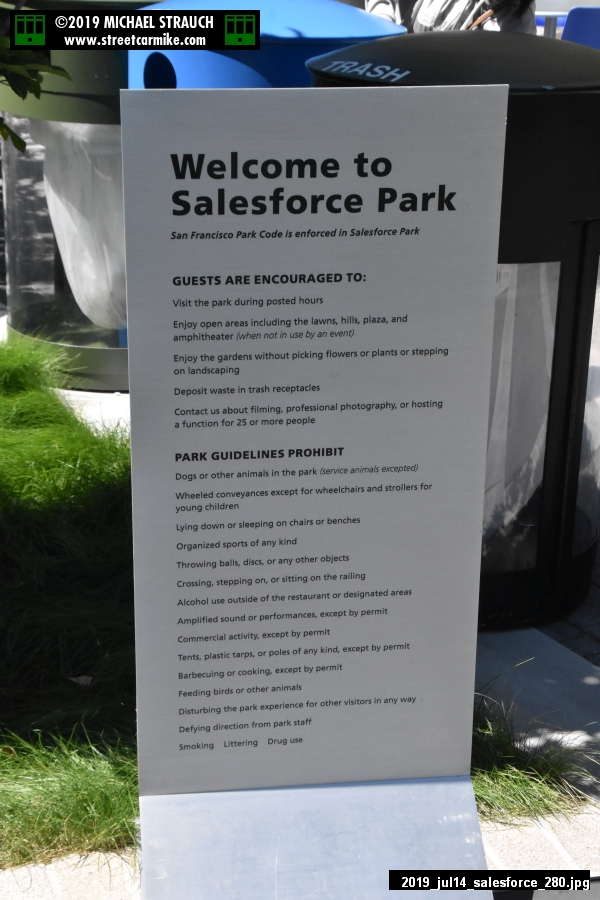 ©2019 MICHAEL STRAUCH
www.streetcarmike.com
TRASH
Welcome to
Salesforce Park
San Francisco Park Code is enforced in Salesforce Park
GUESTS ARE ENCOURAGED TO:
Visit the park during posted hours
Enjoy open areas including the lawns, hills, plaza, and
amphitheater (when not in use by an event)
Enjoy the gardens without picking flowers or plants or stepping
on landscaping
Deposit waste in trash receptacles
Contact us about filming, professional photography, or hosting
a function for 25 or more people
PARK GUIDELINES PROHIBIT
Dogs or other animals in the park (service animals excepted)
Wheeled conveyances except for wheelchairs and strollers for
young children
Lying down or sleeping on chairs or benches
Organized sports of any kind
Throwing balls, discs, or any other objects
Crossing, stepping on, or sitting on the railing
Alcohol use outside of the restaurant or designated areas
Amplified sound or performances, except by permit
Commercial activity, except by permit
Tents, plastic tarps, or poles of any kind, except by permit
Barbecuing or cooking, except by permit
Feeding birds or other animals
Disturbing the park experience for other visitors in any way
Defying direction from park staff
Smoking Littering Drug use
2019_jul14_salesforce_280.jpg